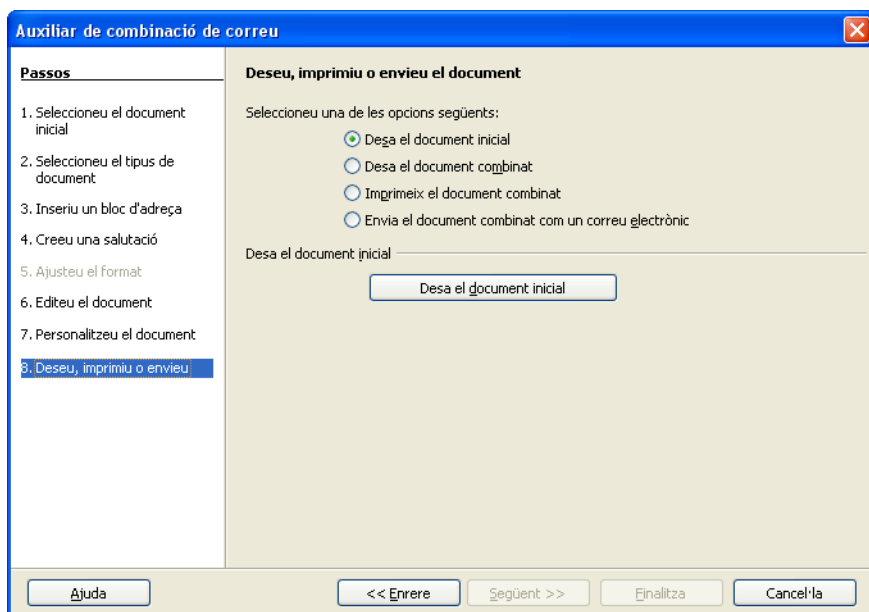 Auxiliar de combinació de correu
Passos
1. Seleccioneu el document
inicial
2. Seleccioneu el tipus de
document
3. Inseriu un bloc d'adreça
4. Creeu una salutació
5. Ajusteu el format
6. Editeu el document
7. Personalitzeu el document
8. Deseu, imprimiu o envieu
Deseu, imprimiu o envieu el document
Seleccioneu una de les opcions següents:
Desa el document inicial
Desa el document combinat
Imprimeix el document combinat
Envia el document combinat com un correu electrònic
Desa el document inicial
Desa el document inicial
Ajuda
<< Enrere
Següent >>
Finalitza
Cancel·la